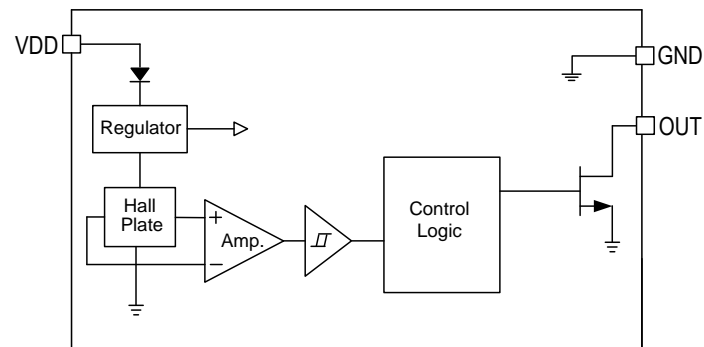 VDD
GND
Regulator
OUT
Hall
Plate
+
Amp.
−
Control
Logic